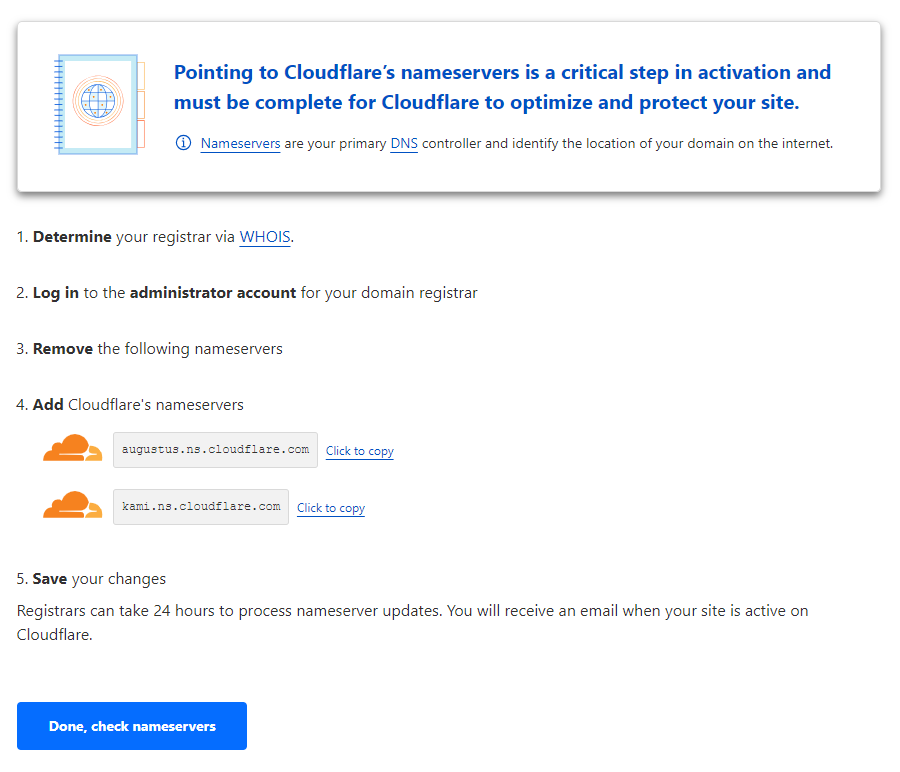 Pointing to Cloudflare’s nameservers is a critical step in activation and
must be complete for Cloudflare to optimize and protect your site.
Nameservers are your primary DNS controller and identify the location of your domain on the internet.
1. Determine your registrar via WHOIS.
2. Log in to the administrator account for your domain registrar
3. Remove the following nameservers
4. Add Cloudflare's nameservers
augustus.ns.cloudflare.com Click to copy
kami.ns.cloudflare.com Click to copy
5. Save your changes
Registrars can take 24 hours to process nameserver updates. You will receive an email when your site is active on
Cloudflare.
Done, check nameservers